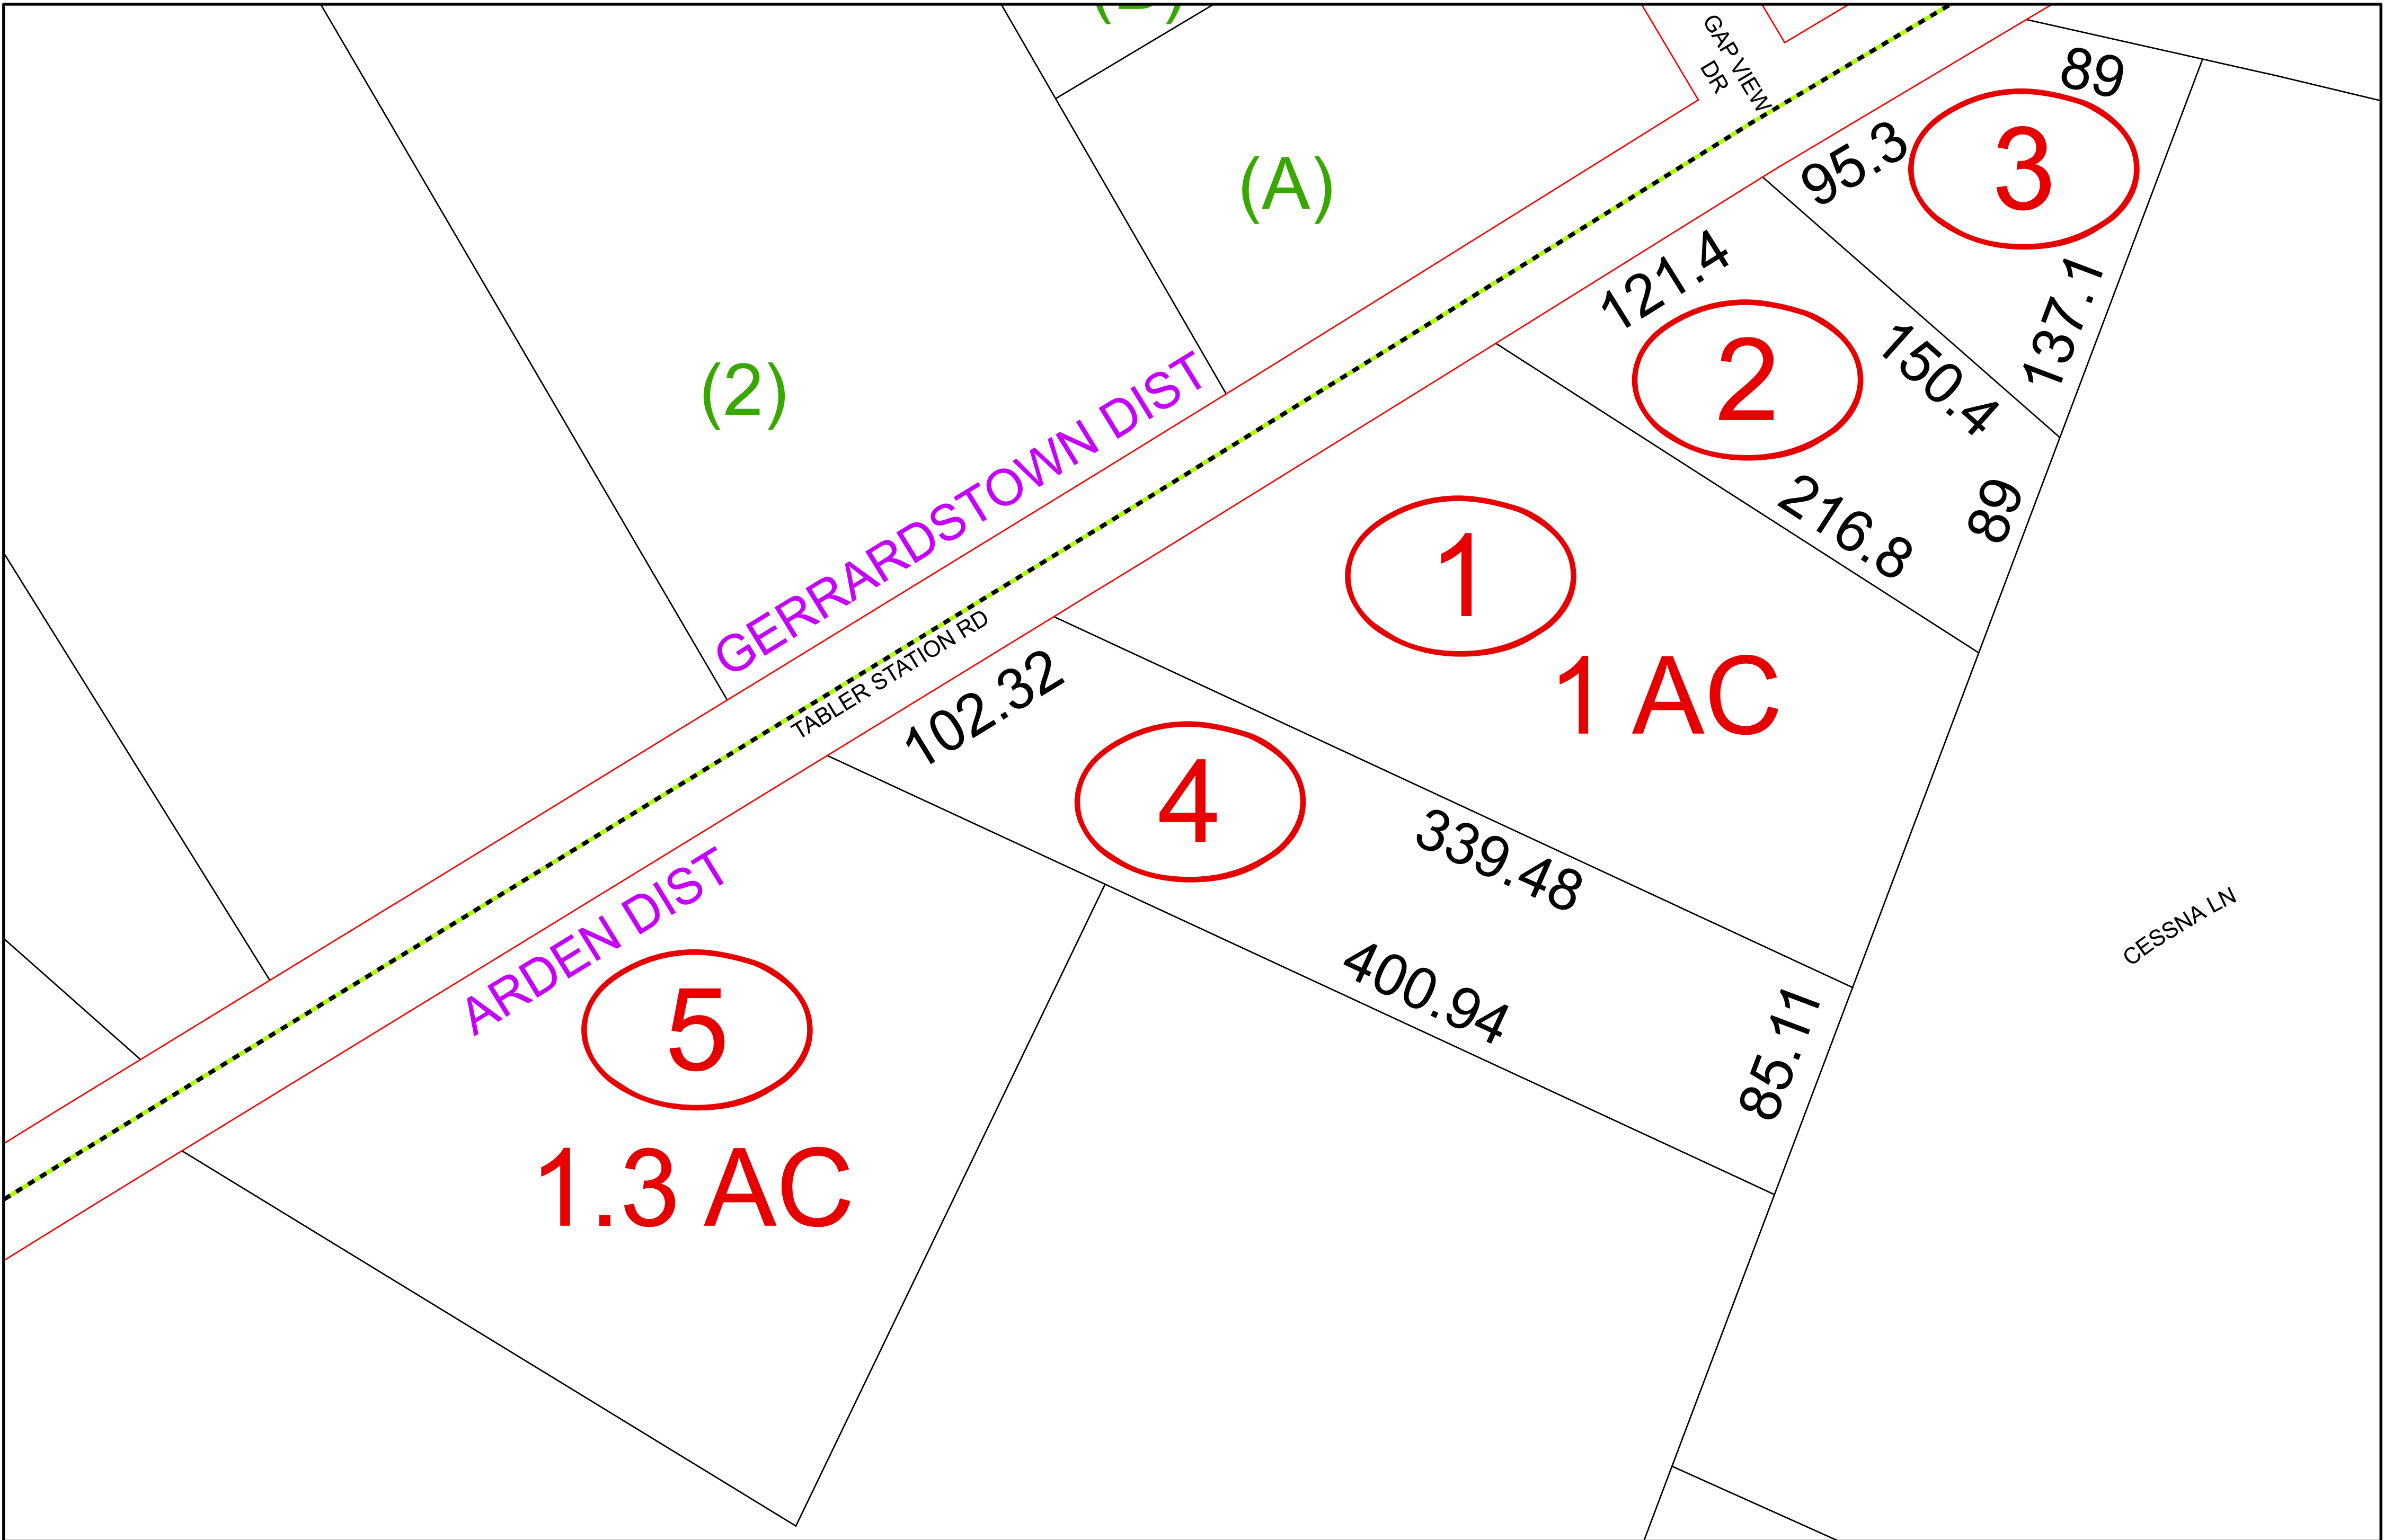 GAP VIEW
DR
89
3
95.3
(A)
137.1
121.4
2
150.4
(2)
GERRARDSTOWN DIST
89
216.8
1
1 AC
TABLER STATION RD
102.32
4
339.48
ARDEN DIST
CESSNA LN
5
400.94
85.11
1.3 AC